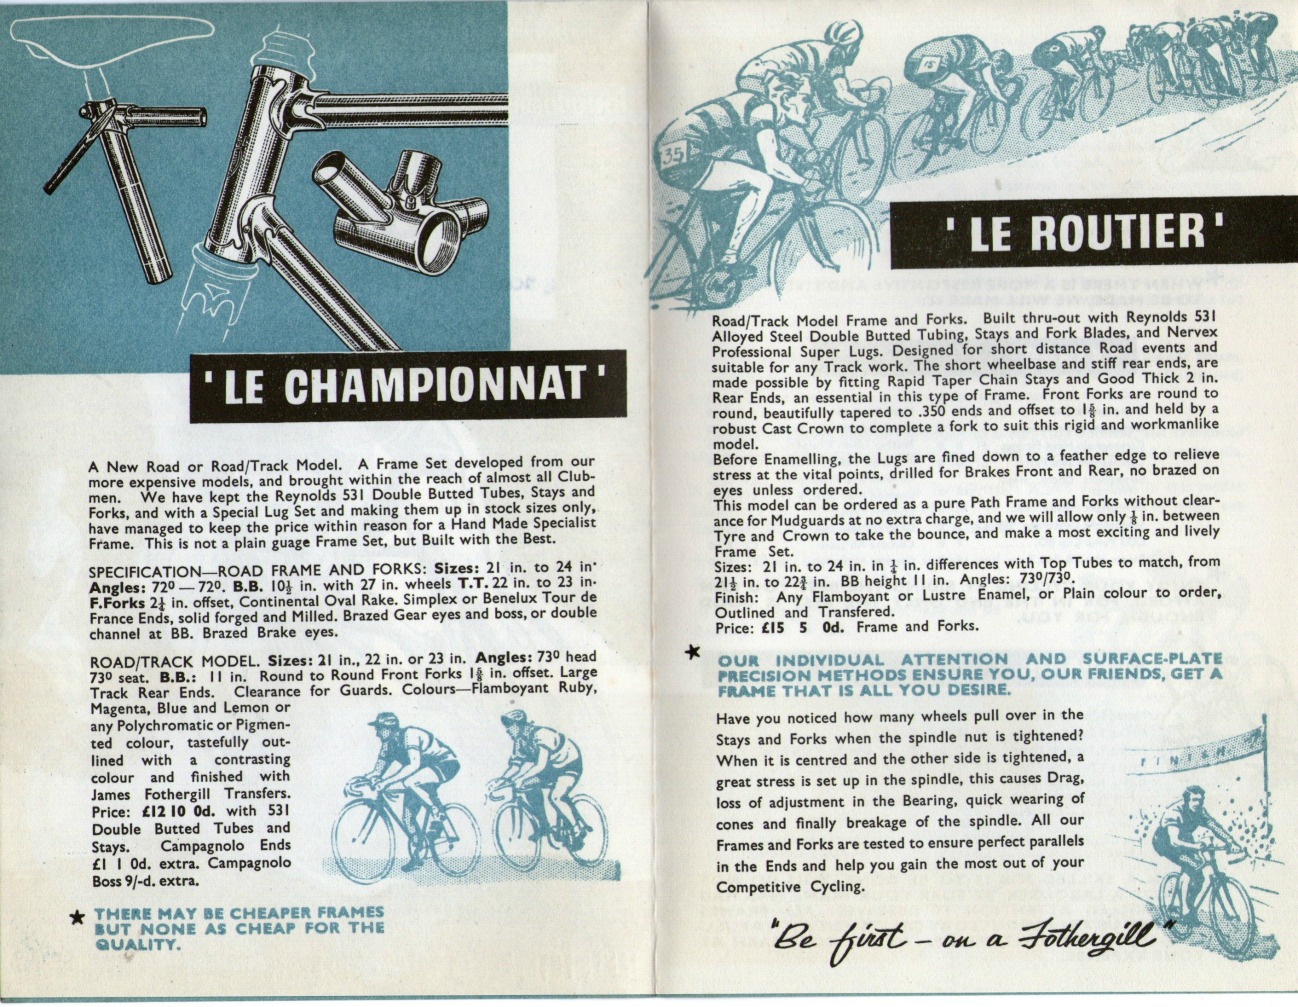 ' LE CHAMPIONNAT '
A New Road or Road/Track Model. A Frame Set developed from our
more expensive models, and brought within the reach of almost all Club-
men. We have kept the Reynolds 531 Double Butted Tubes, Stays and
Forks, and with a Special Lug Set and making them up in stock sizes only,
have managed to keep the price within reason for a Hand Made Specialist
Frame. This is not a plain guage Frame Set, but Built with the Best.
SPECIFICATION—ROAD FRAME AND FORKS: Sizes: 21 in. to 24 in·
Angles: 72º — 72º. B.B. 10½ in. with 27 in. wheels T.T. 22 in. to 23 in·
F.Forks 2¼ in. offset, Continental Oval Rake. Simplex or Benelux Tour de
France Ends, solid forged and Milled. Brazed Gear eyes and boss, or double
channel at BB. Brazed Brake eyes.
ROAD/TRACK MODEL. Sizes: 21 in., 22 in. or 23 in. Angles: 73º head
73º seat. B.B.: 11 in. Round to Round Front Forks 1⅝ in. offset. Large
Track Rear Ends. Clearance for Guards. Colours—Flamboyant Ruby,
Magenta, Blue and Lemon or
any Polychromatic or Pigmen-
ted colour, tastefully out-
lined with a contrasting
colour and finished with
James Fothergill Transfers.
Price: £12 10 0d. with 531
Double Butted Tubes and
Stays. Campagnolo Ends
£1 1 0d. extra. Campagnolo
Boss 9/-d. extra.
★ THERE MAY BE CHEAPER FRAMES
BUT NONE AS CHEAP FOR THE
QUALITY.
35
15
' LE ROUTIER '
Road/Track Model Frame and Forks. Built thru-out with Reynolds 531
Alloyed Steel Double Butted Tubing, Stays and Fork Blades, and Nervex
Professional Super Lugs. Designed for short distance Road events and
suitable for any Track work. The short wheelbase and stiff rear ends, are
made possible by fitting Rapid Taper Chain Stays and Good Thick 2 in.
Rear Ends, an essential in this type of Frame. Front Forks are round to
round, beautifully tapered to .350 ends and offset to 1⅝ in. and held by a
robust Cast Crown to complete a fork to suit this rigid and workmanlike
model.
Before Enamelling, the Lugs are fined down to a feather edge to relieve
stress at the vital points, drilled for Brakes Front and Rear, no brazed on
eyes unless ordered.
This model can be ordered as a pure Path Frame and Forks without clear-
ance for Mudguards at no extra charge, and we will allow only ⅛ in. between
Tyre and Crown to take the bounce, and make a most exciting and lively
Frame Set.
Sizes: 21 in. to 24 in. in ¼ in. differences with Top Tubes to match, from
21½ in. to 22¾ in. BB height 11 in. Angles: 73º/73º.
Finish: Any Flamboyant or Lustre Enamel, or Plain colour to order,
Outlined and Transfered.
Price: £15 5 0d. Frame and Forks.
★ OUR INDIVIDUAL ATTENTION AND SURFACE-PLATE
PRECISION METHODS ENSURE YOU, OUR FRIENDS, GET A
FRAME THAT IS ALL YOU DESIRE.
Have you noticed how many wheels pull over in the
Stays and Forks when the spindle nut is tightened?
When it is centred and the other side is tightened, a
great stress is set up in the spindle, this causes Drag,
loss of adjustment in the Bearing, quick wearing of
cones and finally breakage of the spindle. All our
Frames and Forks are tested to ensure perfect parallels
in the Ends and help you gain the most out of your
Competitive Cycling.
FINISH
"Be first – on a Fothergill"